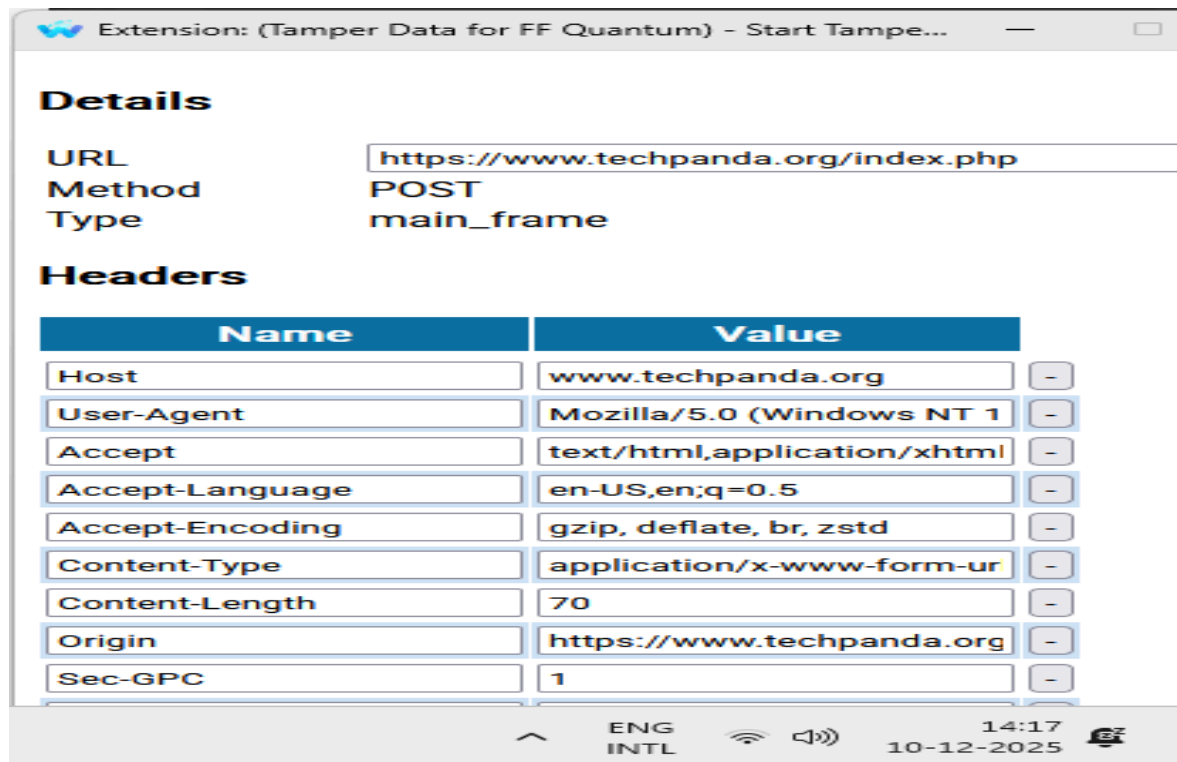 Extension: (Tamper Data for FF Quantum) - Start Tampe...
Details
URL https://www.techpanda.org/index.php
Method POST
Type main_frame
Headers
Name Value
Host www.techpanda.org -
User-Agent Mozilla/5.0 (Windows NT 1 -
Accept text/html,application/xhtml -
Accept-Language en-US,en;q=0.5 -
Accept-Encoding gzip, deflate, br, zstd -
Content-Type application/x-www-form-ur -
Content-Length 70 -
Origin https://www.techpanda.org -
Sec-GPC 1 -
ENG 14:17
INTL 10-12-2025